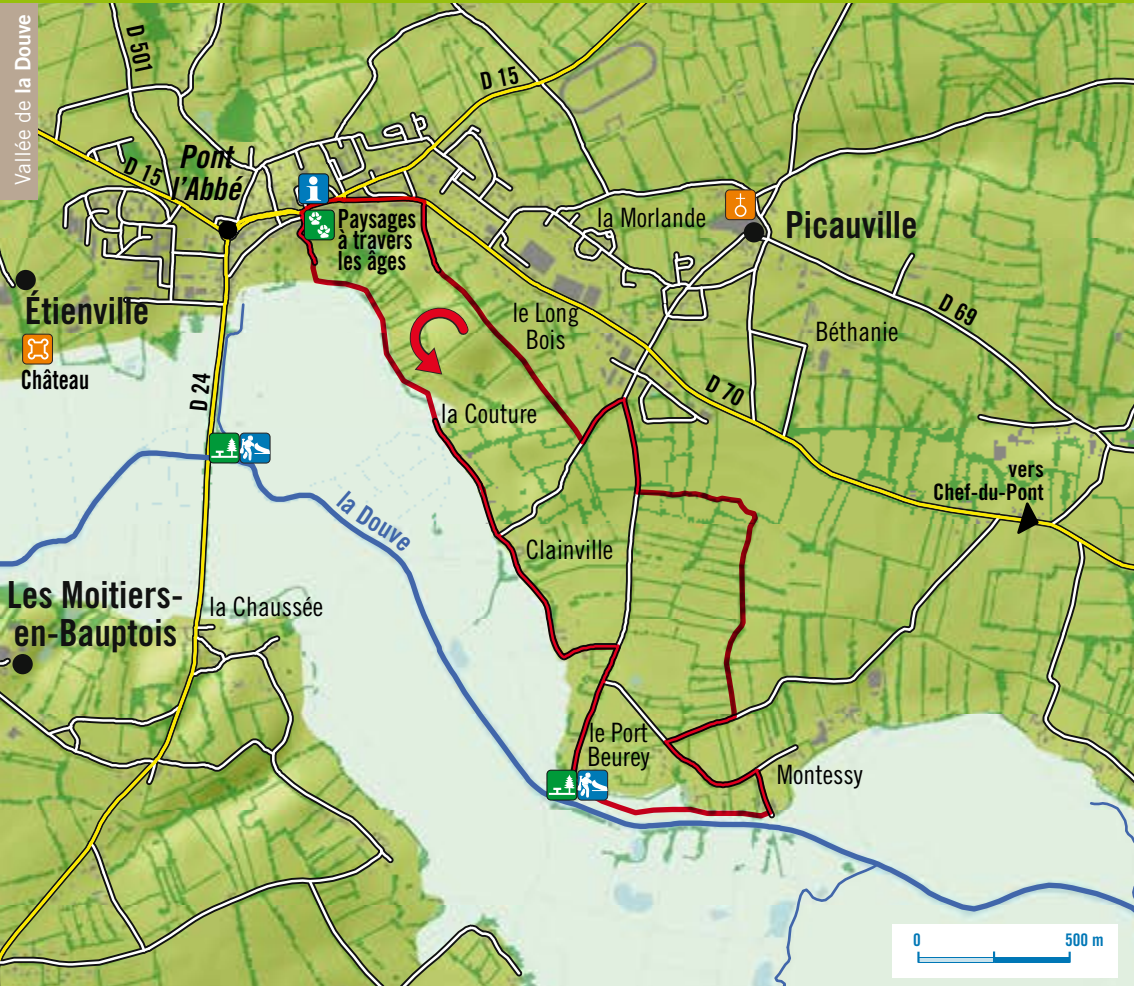 Vallée de la Douve
D 501
D 15
Pont
l'Abbé
D 15
i
Paysages
à travers
les âges
la Morlande
Picauville
Étienville
Château
D 24
le Long
Bois
Béthanie
D 69
D 70
la Couture
vers
Chef-du-Pont
la Douve
Clainville
Les Moitiers-
en-Bauptois
la Chaussée
le Port
Beurey
Montessy
0 500 m